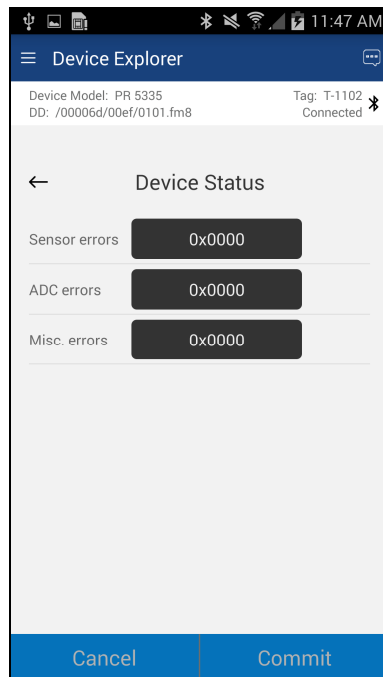 11:47 AM
Device Explorer
Device Model: PR 5335
Tag: T-1102
DD: /00006d/00ef/0101.fm8
Connected
Device Status
Sensor errors 0x0000
ADC errors 0x0000
Misc. errors 0x0000
Cancel Commit